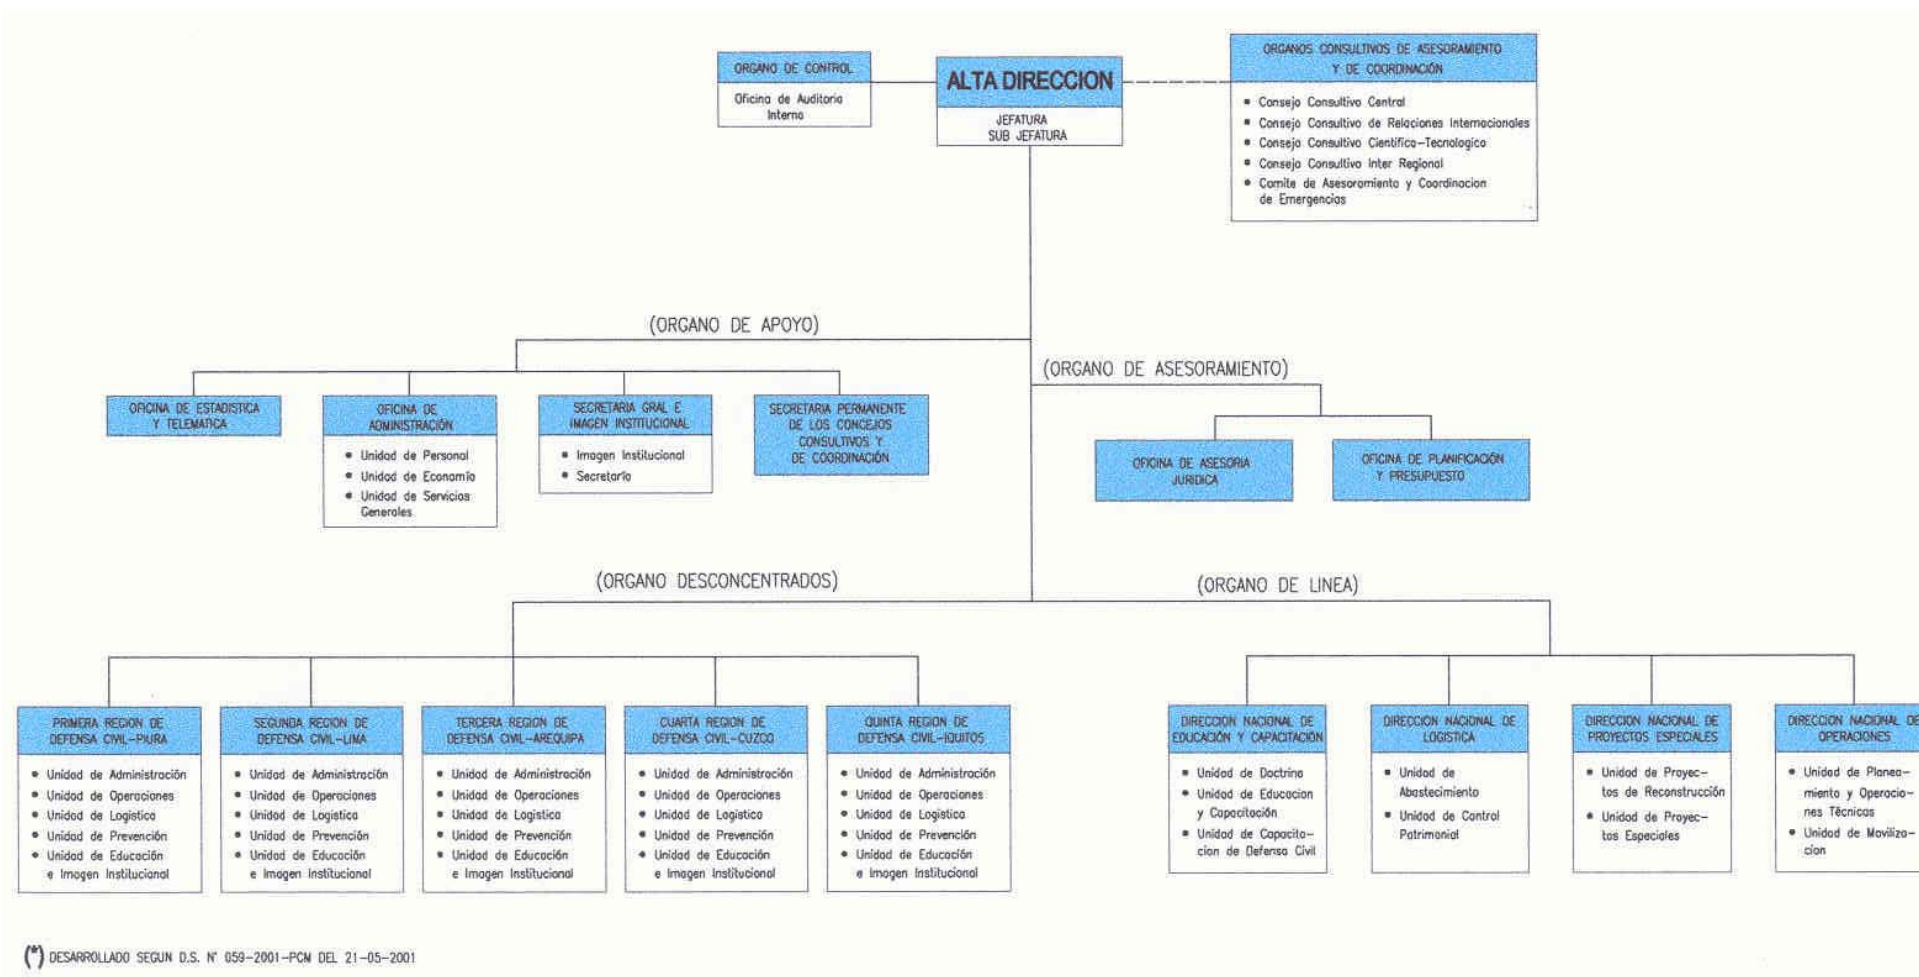 ORGANO DE CONTROL
Oficina de Auditoria
Interna
ALTA DIRECCION
JEFATURA
SUB JEFATURA
ORGANOS CONSULTIVOS DE ASESORAMIENTO
Y DE COORDINACIÓN
▪ Consejo Consultivo Central
▪ Consejo Consultivo de Relaciones Internacionales
▪ Consejo Consultivo Cientifico-Tecnologico
▪ Consejo Consultivo Inter Regional
• Comite de Asesoramiento y Coordinacion
de Emergencias
(ORGANO DE APOYO)
(ORGANO DE ASESORAMIENTO)
OFICINA DE ESTADISTICA
Y TELEMATICA
OFICINA DE
ADMINISTRACIÓN
• Unidad de Personal
• Unidad de Economía
• Unidad de Servicios
Generales
SECRETARIA GRAL E
IMAGEN INSTITUCIONAL
• Imagen Institucional
• Secretaría
SECRETARIA PERMANENTE
DE LOS CONCEJOS
CONSULTIVOS Y
DE COORDINACIÓN
OFICINA DE ASESORIA
JURIDICA
OFICINA DE PLANIFICACIÓN
Y PRESUPUESTO
(ORGANO DESCONCENTRADOS)
(ORGANO DE LINEA)
PRIMERA REGION DE
DEFENSA CIVIL-PIURA
• Unidad de Administración
• Unidad de Operaciones
• Unidad de Logistica
• Unidad de Prevención
• Unidad de Educación
e Imagen Institucional
SEGUNDA REGION DE
DEFENSA CIVIL-LIMA
• Unidad de Administración
• Unidad de Operaciones
• Unidad de Logistica
• Unidad de Prevención
• Unidad de Educación
e Imagen Institucional
TERCERA REGION DE
DEFENSA CIVIL-AREQUIPA
• Unidad de Administración
• Unidad de Operaciones
• Unidad de Logistica
• Unidad de Prevención
• Unidad de Educación
e Imagen Institucional
CUARTA REGION DE
DEFENSA CIVIL-CUZCO
• Unidad de Administración
• Unidad de Operaciones
• Unidad de Logistica
• Unidad de Prevención
• Unidad de Educación
e Imagen Institucional
QUINTA REGION DE
DEFENSA CIVIL-IQUITOS
• Unidad de Administración
• Unidad de Operaciones
• Unidad de Logistica
• Unidad de Prevención
• Unidad de Educación
e Imagen Institucional
DIRECCION NACIONAL DE
EDUCACIÓN Y CAPACITACIÓN
• Unidad de Doctrina
• Unidad de Educacion
y Capacitación
• Unidad de Capacita-
cion de Defensa Civil
DIRECCION NACIONAL DE
LOGISTICA
• Unidad de
Abastecimiento
• Unidad de Control
Patrimonial
DIRECCION NACIONAL DE
PROYECTOS ESPECIALES
• Unidad de Proyec-
tos de Reconstrucción
• Unidad de Proyec-
tos Especiales
DIRECCION NACIONAL DE
OPERACIONES
• Unidad de Planea-
miento y Operacio-
nes Técnicas
• Unidad de Moviliza-
cion
(*) DESARROLLADO SEGUN D.S. N° 059-2001-PCM DEL 21-05-2001